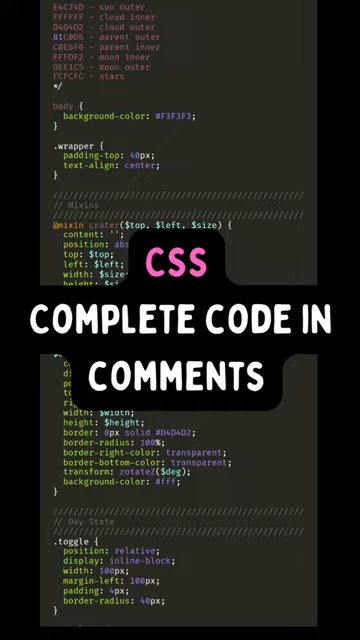 E4C74D - sun outer
FFFFFF - cloud inner
D4D4D2 - cloud outer
81C0D5 - parent outer
C0E6F6 - parent inner
FFFDF2 - moon inner
DEE1C5 - moon outer
FCFCFC - stars
*/
body {
background-color: #F3F3F3;
}
.wrapper {
padding-top: 40px;
text-align: center;
}
// Mixins
@mixin crater($top, $left, $size) {
content: '';
position:
top: $top;
left: $left;
width:
CSS
COMPLETE CODE IN
COMMENTS
width: $width;
height: $height;
border: 8px solid #D4D4D2;
border-radius: 100%;
border-right-color: transparent;
border-bottom-color: transparent;
transform: rotateZ($deg);
background-color: #fff;
}
// Day State
.toggle {
position: relative;
display: inline-block;
width: 100px;
margin-left: 100px;
padding: 4px;
border-radius: 40px;
}